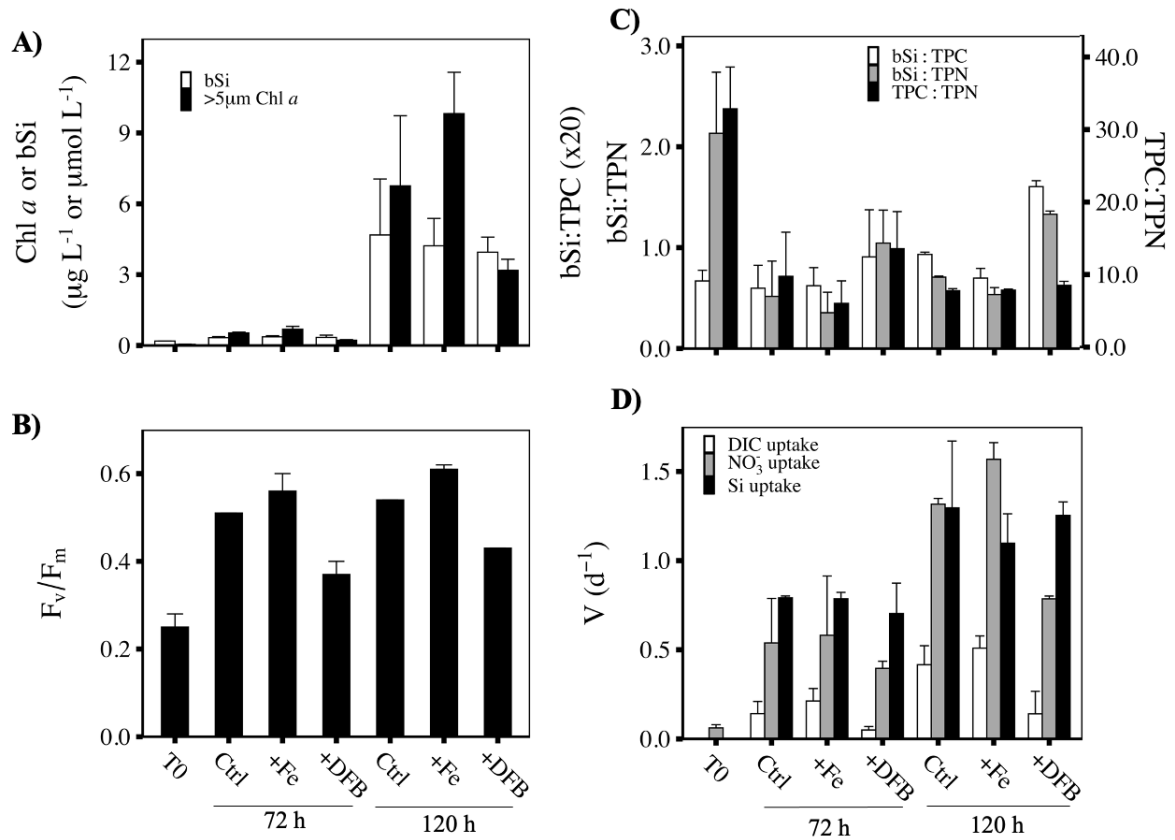 A)
12
9
6
3
0
Chl a or bSi
(µg L⁻¹ or µmol L⁻¹)
bSi
>5µm Chl a
B)
0.6
0.4
0.2
0.0
Fᵥ/Fₘ
T0
Ctrl
+Fe
+DFB
Ctrl
+Fe
+DFB
72 h
120 h
C)
3.0
2.0
1.0
0.0
bSi:TPC (x20)
bSi:TPN
bSi : TPC
bSi : TPN
TPC : TPN
40.0
30.0
20.0
10.0
0.0
TPC:TPN
D)
1.5
1.0
0.5
0.0
V (d⁻¹)
DIC uptake
NO₃⁻ uptake
Si uptake
T0
Ctrl
+Fe
+DFB
Ctrl
+Fe
+DFB
72 h
120 h